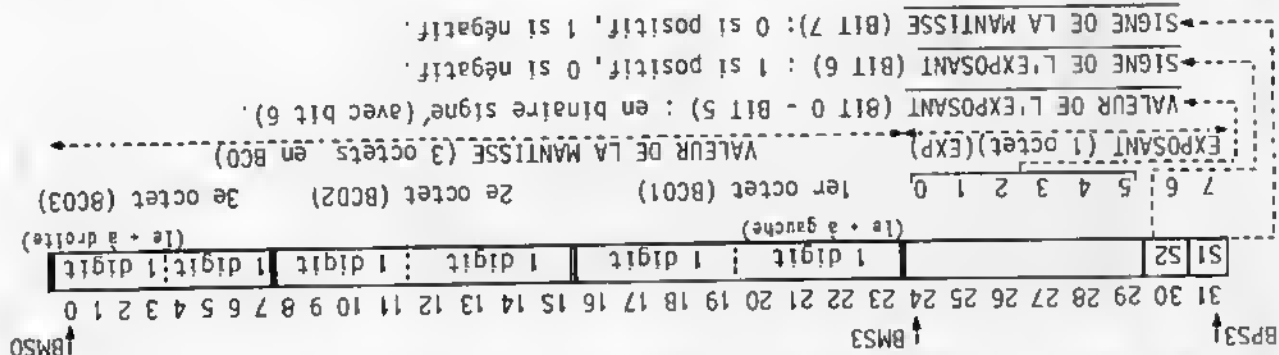 BPS3 BMS3 BMS0
31 30 29 28 27 26 25 24 23 22 21 20 19 18 17 16 15 14 13 12 11 10 9 8 7 6 5 4 3 2 1 0
S1 S2 1 digit 1 digit 1 digit 1 digit 1 digit 1 digit
(le + à gauche) (le + à droite)
7 6 5 4 3 2 1 0 1er octet (BCD1) 2e octet (BCD2) 3e octet (BCD3)
EXPOSANT (1 octet)(EXP) VALEUR DE LA MANTISSE (3 octets en BCD)
VALEUR DE L'EXPOSANT (BIT 0 - BIT 5) : en binaire signé (avec bit 6).
SIGNE DE L'EXPOSANT (BIT 6) : 1 si positif, 0 si négatif.
SIGNE DE LA MANTISSE (BIT 7): 0 si positif, 1 si négatif.